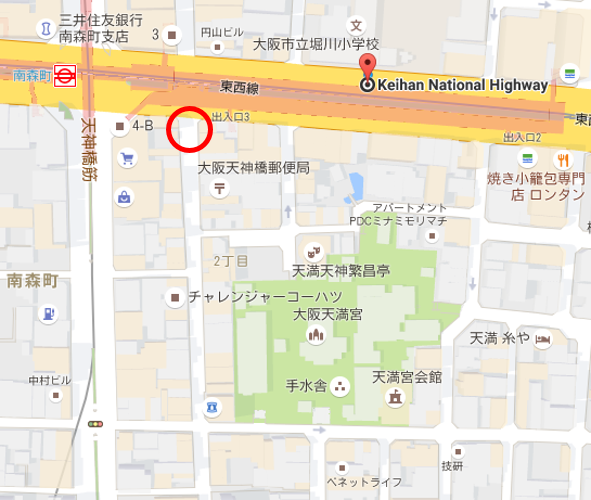 三井住友銀行
南森町支店
3
円山ビル
文
大阪市立堀川小学校
南森町
東西線
Keihan National Highway
4-B
出入口3
東西
出入口2
天神橋筋
大阪天神橋郵便局
焼き小籠包専門
店 ロンタン
アパートメント
PDCミナミモリマチ
2丁目
天満天神繁昌亭
南森町
チャレンジャーコーハツ
大阪天満宮
天満 糸や
中村ビル
手水舎
天満宮会館
技研
ベネットライフ